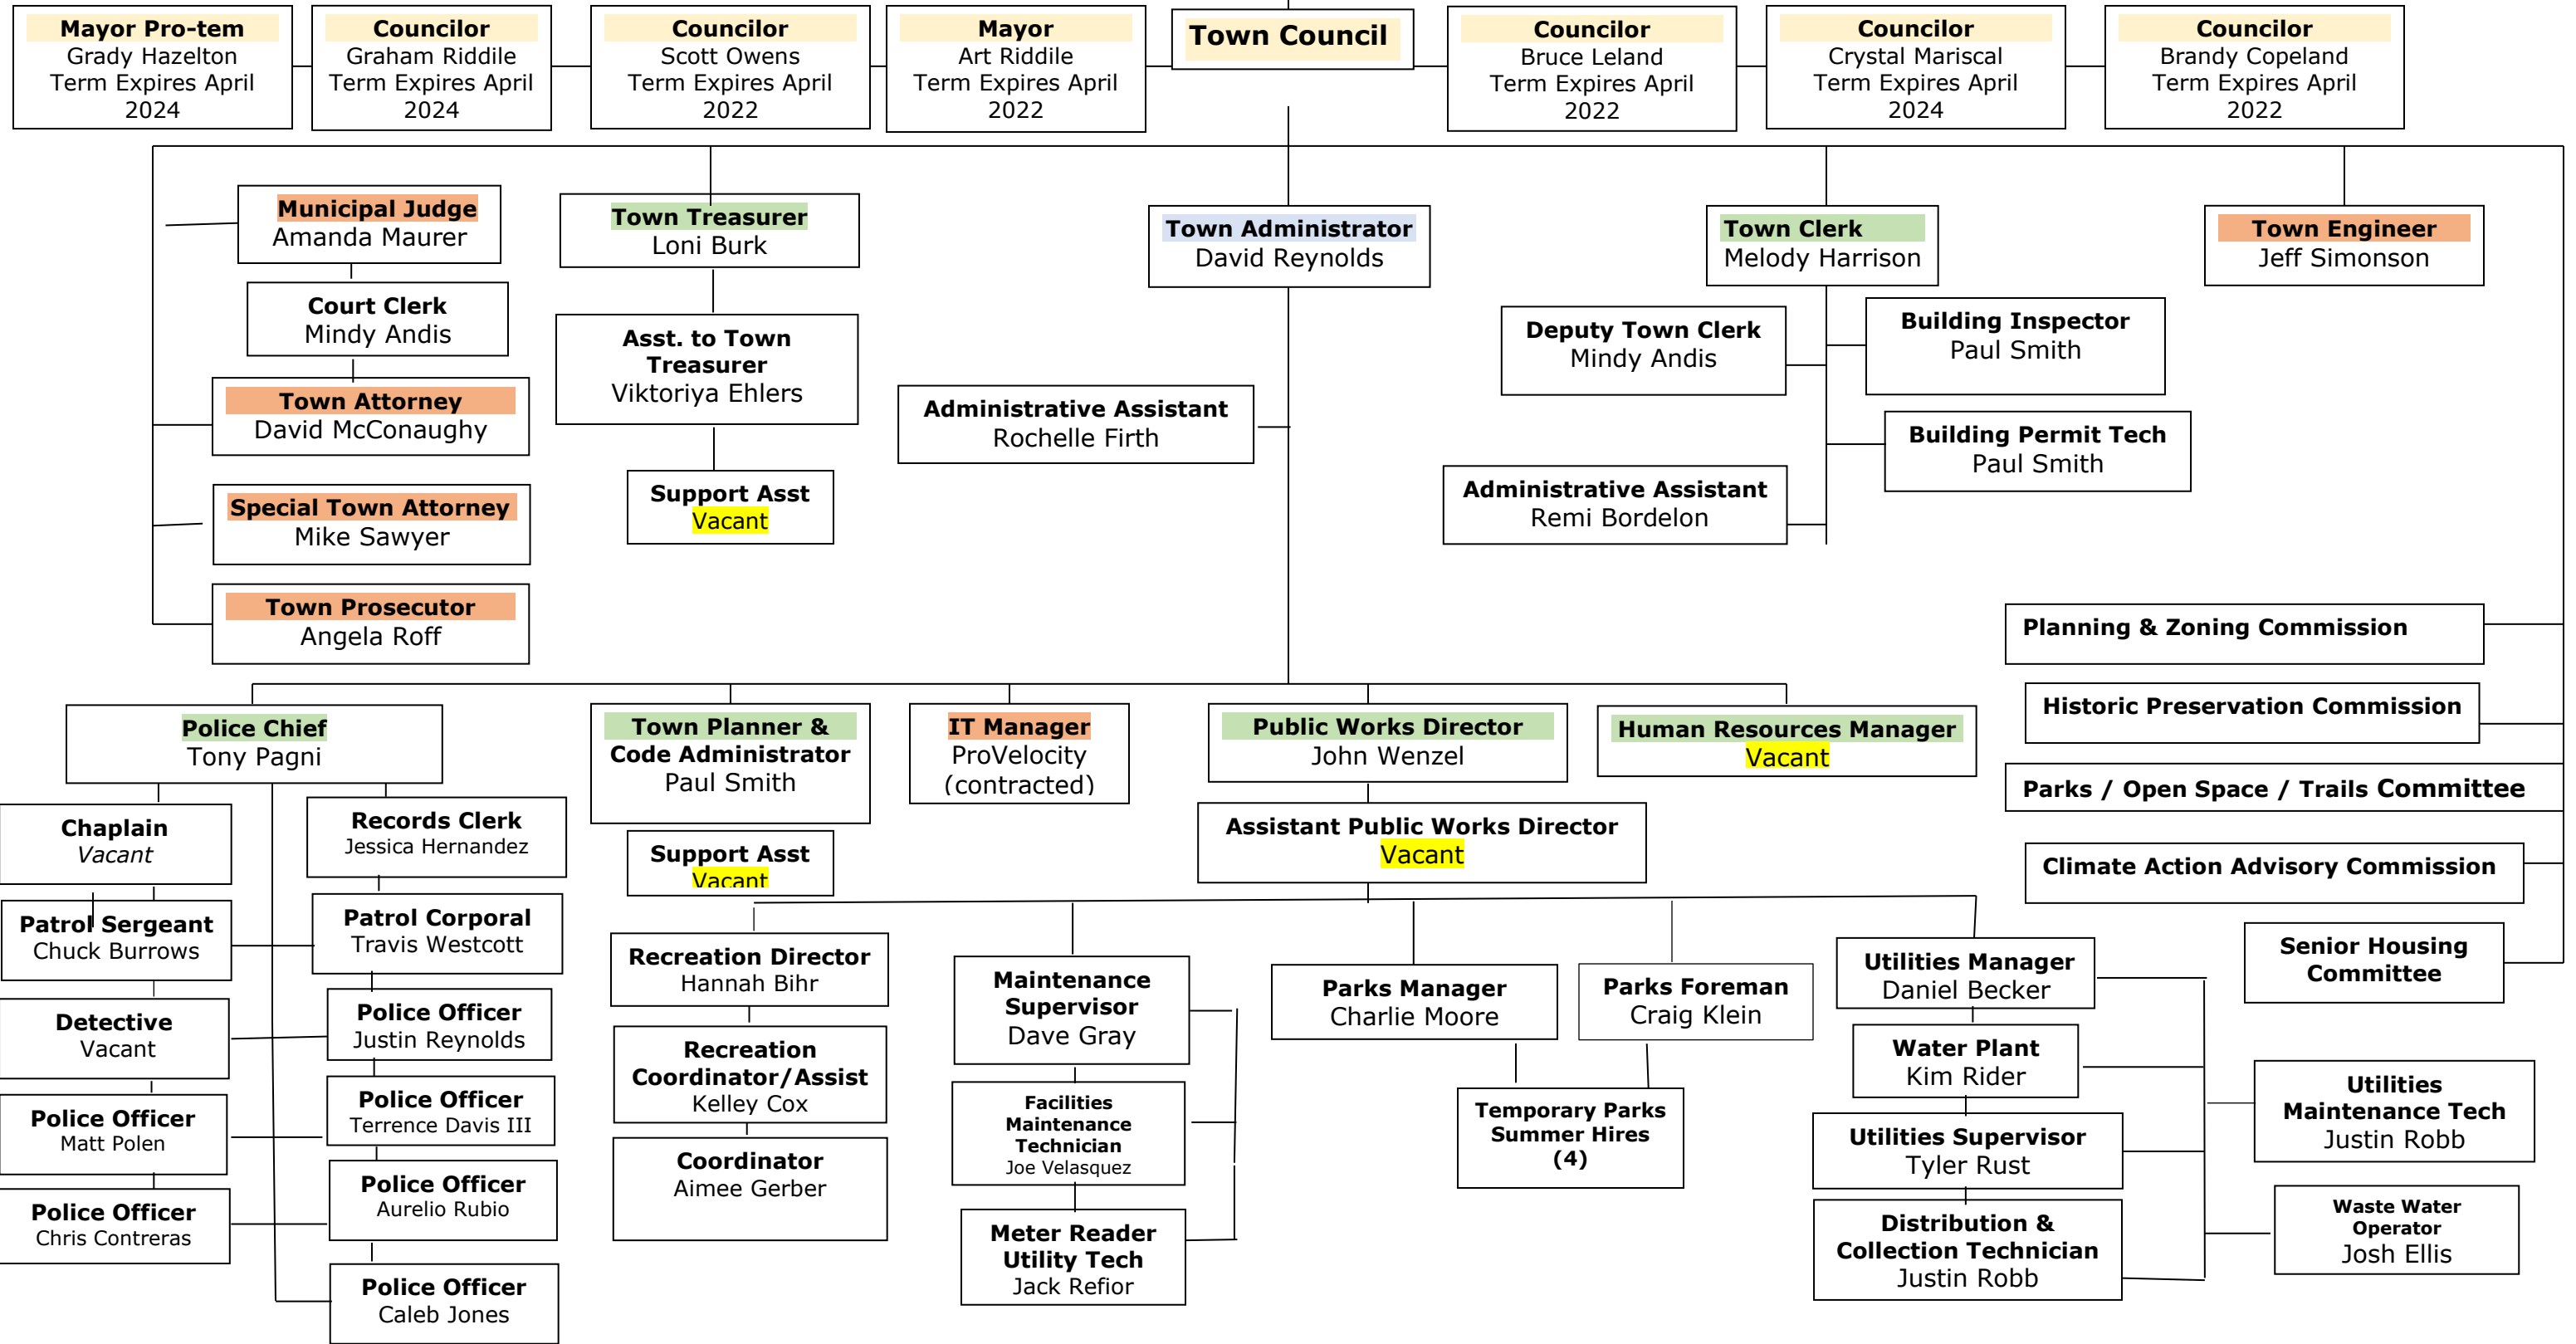 Mayor Pro-tem
Grady Hazelton
Term Expires April
2024
Councilor
Graham Riddile
Term Expires April
2024
Councilor
Scott Owens
Term Expires April
2022
Mayor
Art Riddile
Term Expires April
2022
Town Council
Councilor
Bruce Leland
Term Expires April
2022
Councilor
Crystal Mariscal
Term Expires April
2024
Councilor
Brandy Copeland
Term Expires April
2022
Municipal Judge
Amanda Maurer
Court Clerk
Mindy Andis
Town Attorney
David McConaughy
Special Town Attorney
Mike Sawyer
Town Prosecutor
Angela Roff
Town Treasurer
Loni Burk
Asst. to Town
Treasurer
Viktoriya Ehlers
Support Asst
Vacant
Town Administrator
David Reynolds
Administrative Assistant
Rochelle Firth
Town Clerk
Melody Harrison
Deputy Town Clerk
Mindy Andis
Building Inspector
Paul Smith
Building Permit Tech
Paul Smith
Administrative Assistant
Remi Bordelon
Town Engineer
Jeff Simonson
Planning & Zoning Commission
Historic Preservation Commission
Parks / Open Space / Trails Committee
Climate Action Advisory Commission
Senior Housing
Committee
Police Chief
Tony Pagni
Chaplain
Vacant
Records Clerk
Jessica Hernandez
Patrol Sergeant
Chuck Burrows
Patrol Corporal
Travis Westcott
Detective
Vacant
Police Officer
Justin Reynolds
Police Officer
Matt Polen
Police Officer
Terrence Davis III
Police Officer
Chris Contreras
Police Officer
Aurelio Rubio
Police Officer
Caleb Jones
Town Planner &
Code Administrator
Paul Smith
Support Asst
Vacant
IT Manager
ProVelocity
(contracted)
Public Works Director
John Wenzel
Human Resources Manager
Vacant
Assistant Public Works Director
Vacant
Recreation Director
Hannah Bihr
Recreation
Coordinator/Assist
Kelley Cox
Coordinator
Aimee Gerber
Maintenance
Supervisor
Dave Gray
Facilities
Maintenance
Technician
Joe Velasquez
Meter Reader
Utility Tech
Jack Refior
Parks Manager
Charlie Moore
Parks Foreman
Craig Klein
Temporary Parks
Summer Hires
(4)
Utilities Manager
Daniel Becker
Water Plant
Kim Rider
Utilities Supervisor
Tyler Rust
Distribution &
Collection Technician
Justin Robb
Utilities
Maintenance Tech
Justin Robb
Waste Water
Operator
Josh Ellis